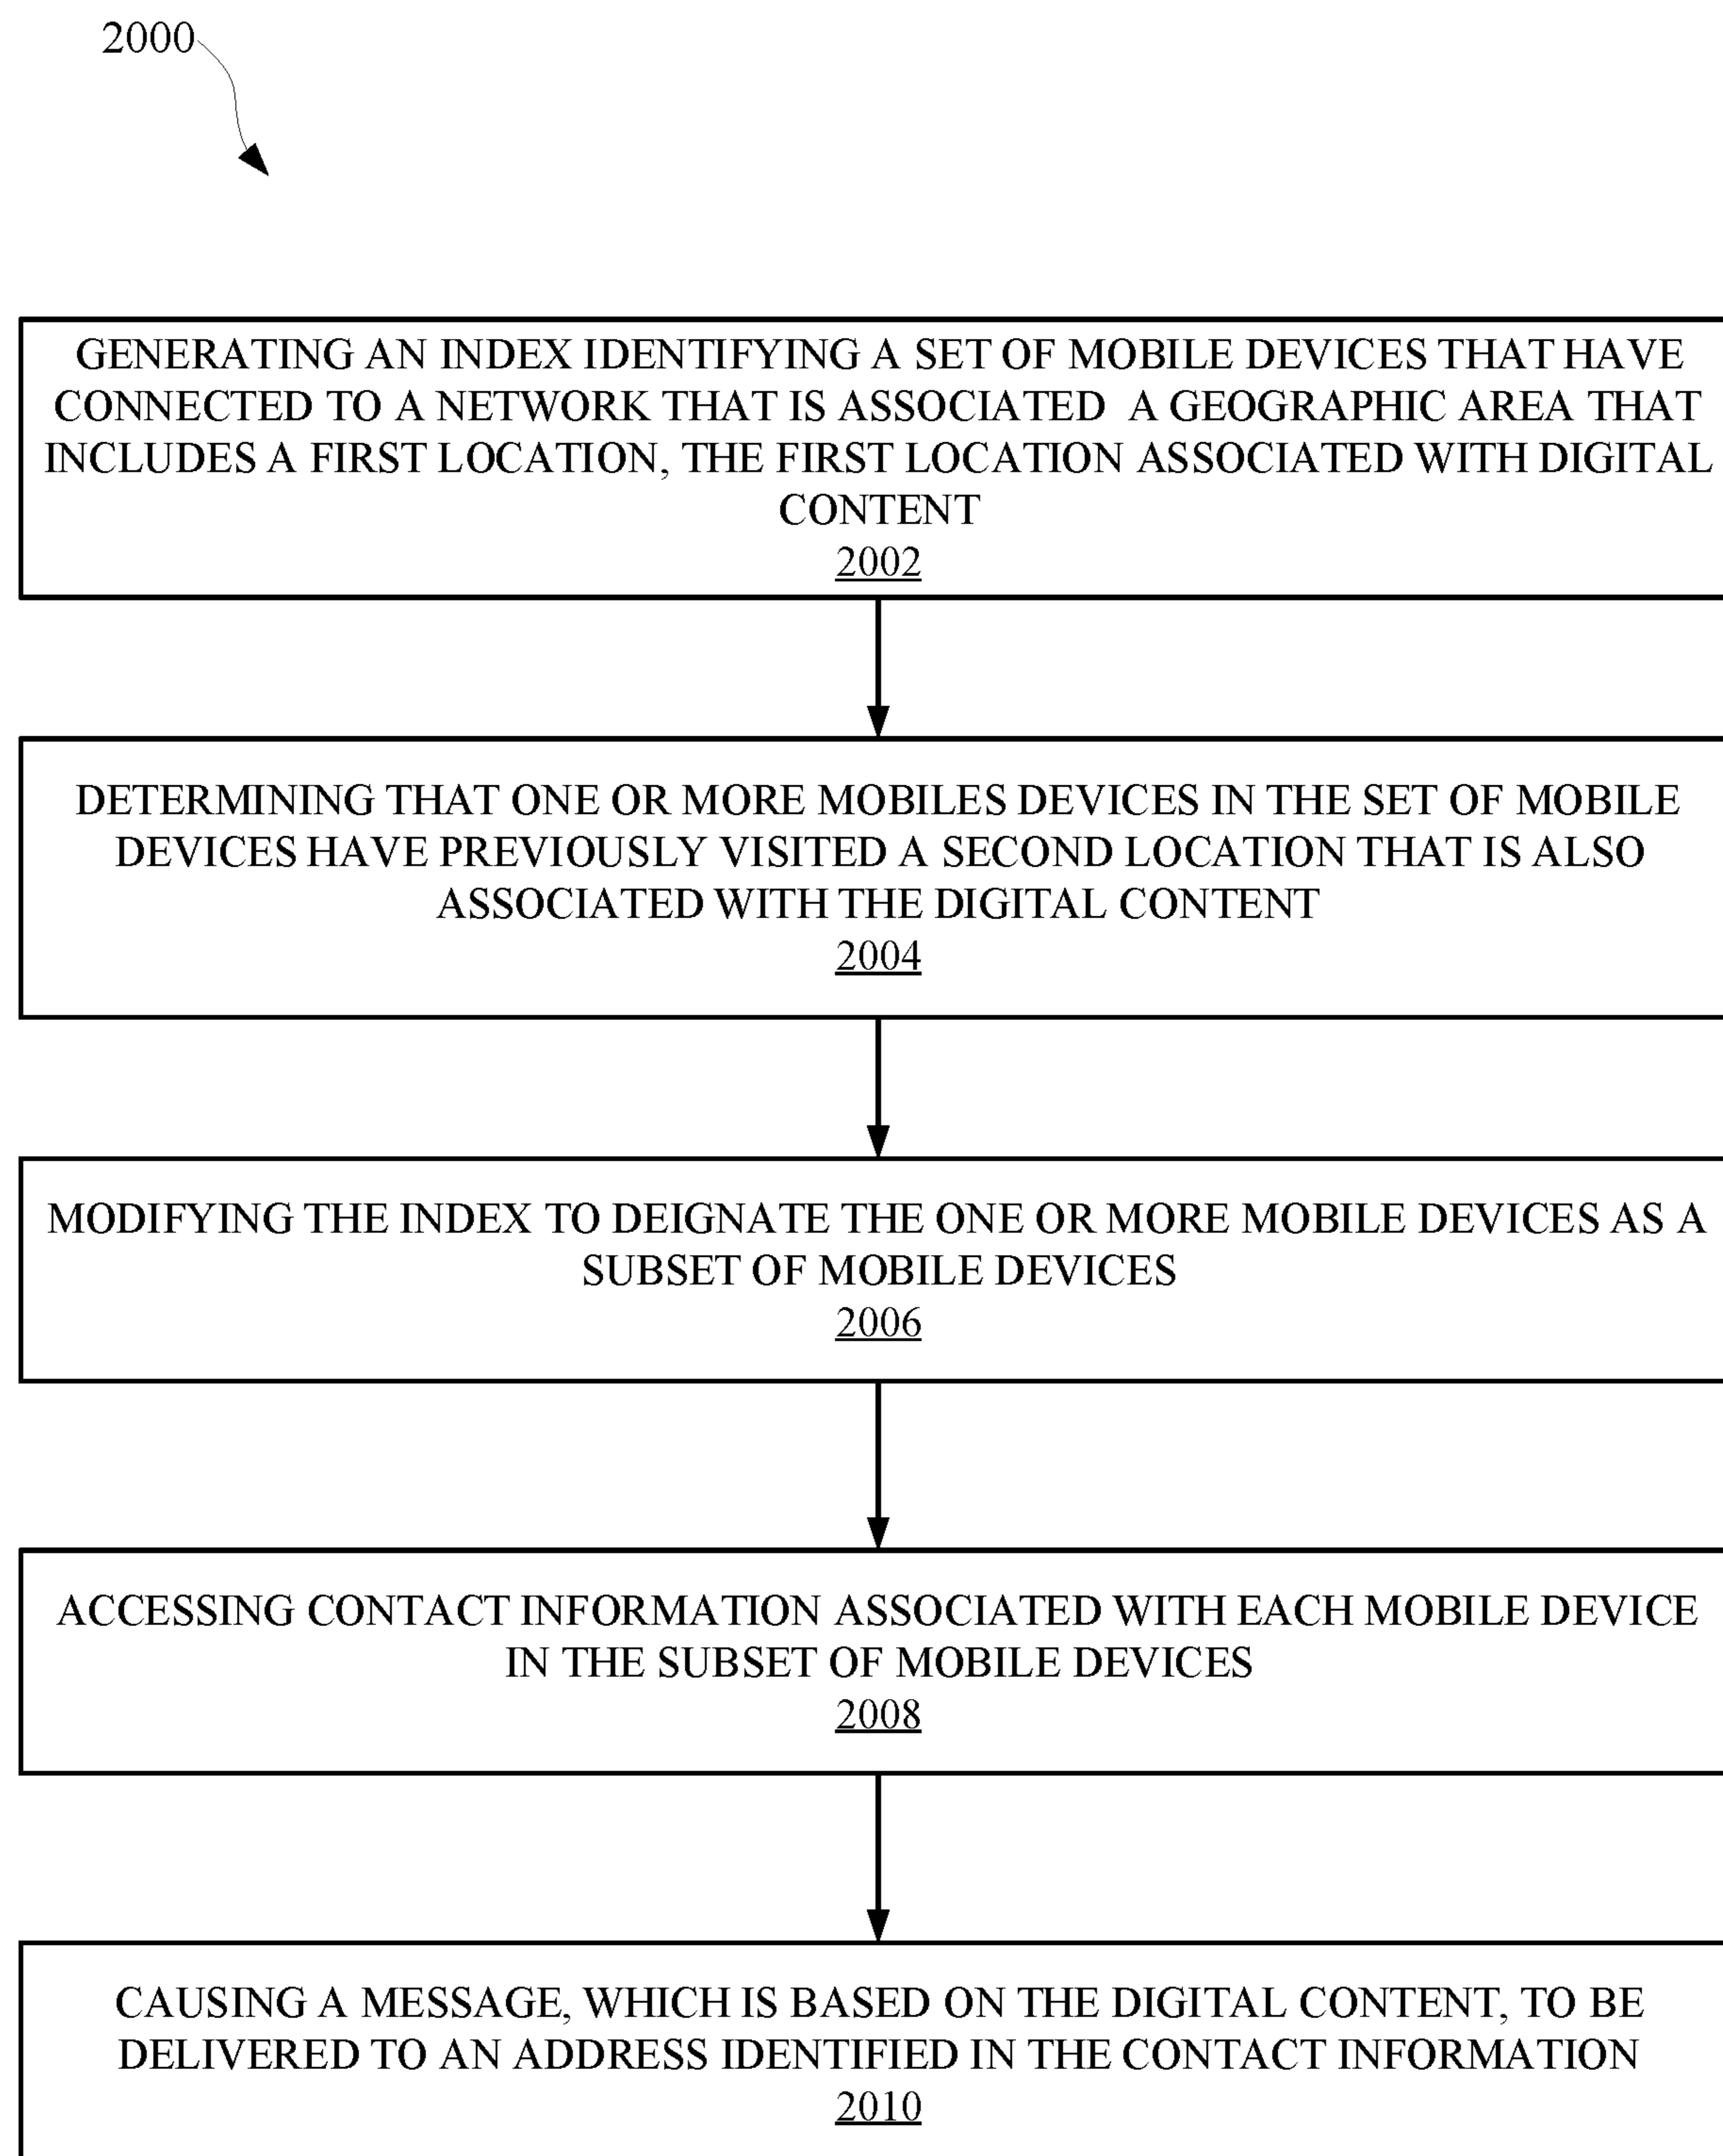 2000
GENERATING AN INDEX IDENTIFYING A SET OF MOBILE DEVICES THAT HAVE
CONNECTED TO A NETWORK THAT IS ASSOCIATED A GEOGRAPHIC AREA THAT
INCLUDES A FIRST LOCATION, THE FIRST LOCATION ASSOCIATED WITH DIGITAL
CONTENT
2002
DETERMINING THAT ONE OR MORE MOBILES DEVICES IN THE SET OF MOBILE
DEVICES HAVE PREVIOUSLY VISITED A SECOND LOCATION THAT IS ALSO
ASSOCIATED WITH THE DIGITAL CONTENT
2004
MODIFYING THE INDEX TO DEIGNATE THE ONE OR MORE MOBILE DEVICES AS A
SUBSET OF MOBILE DEVICES
2006
ACCESSING CONTACT INFORMATION ASSOCIATED WITH EACH MOBILE DEVICE
IN THE SUBSET OF MOBILE DEVICES
2008
CAUSING A MESSAGE, WHICH IS BASED ON THE DIGITAL CONTENT, TO BE
DELIVERED TO AN ADDRESS IDENTIFIED IN THE CONTACT INFORMATION
2010